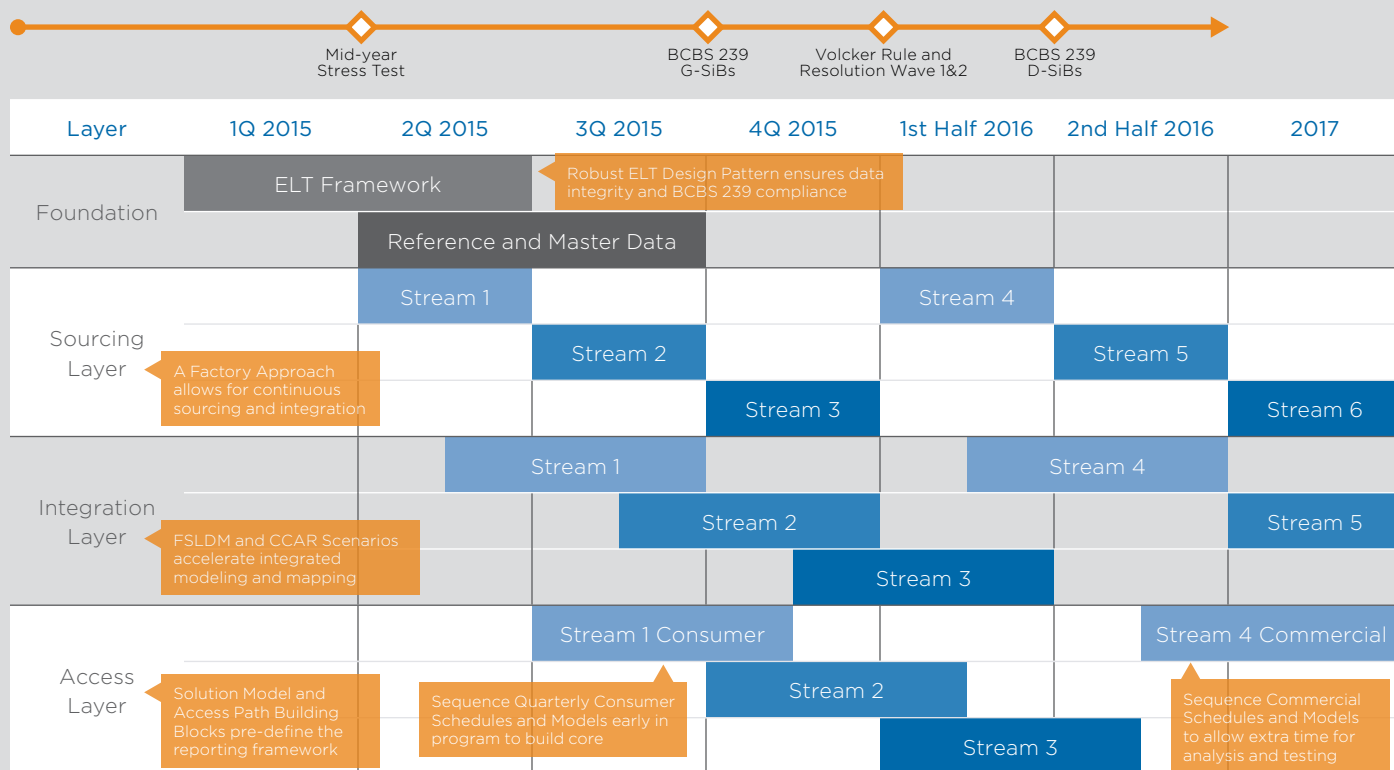 Mid-year
Stress Test
BCBS 239
G-SiBs
Volcker Rule and
Resolution Wave 1&2
BCBS 239
D-SiBs
Layer
1Q 2015
2Q 2015
3Q 2015
4Q 2015
1st Half 2016
2nd Half 2016
2017
Foundation
ELT Framework
Robust ELT Design Pattern ensures data
integrity and BCBS 239 compliance
Reference and Master Data
Sourcing
Layer
A Factory Approach
allows for continuous
sourcing and integration
Stream 1
Stream 4
Stream 2
Stream 5
Stream 3
Stream 6
Integration
Layer
FSLDM and CCAR Scenarios
accelerate integrated
modeling and mapping
Stream 1
Stream 4
Stream 2
Stream 5
Stream 3
Access
Layer
Solution Model and
Access Path Building
Blocks pre-define the
reporting framework
Stream 1 Consumer
Stream 4 Commercial
Stream 2
Sequence Quarterly Consumer
Schedules and Models early in
program to build core
Sequence Commercial
Schedules and Models
to allow extra time for
analysis and testing
Stream 3